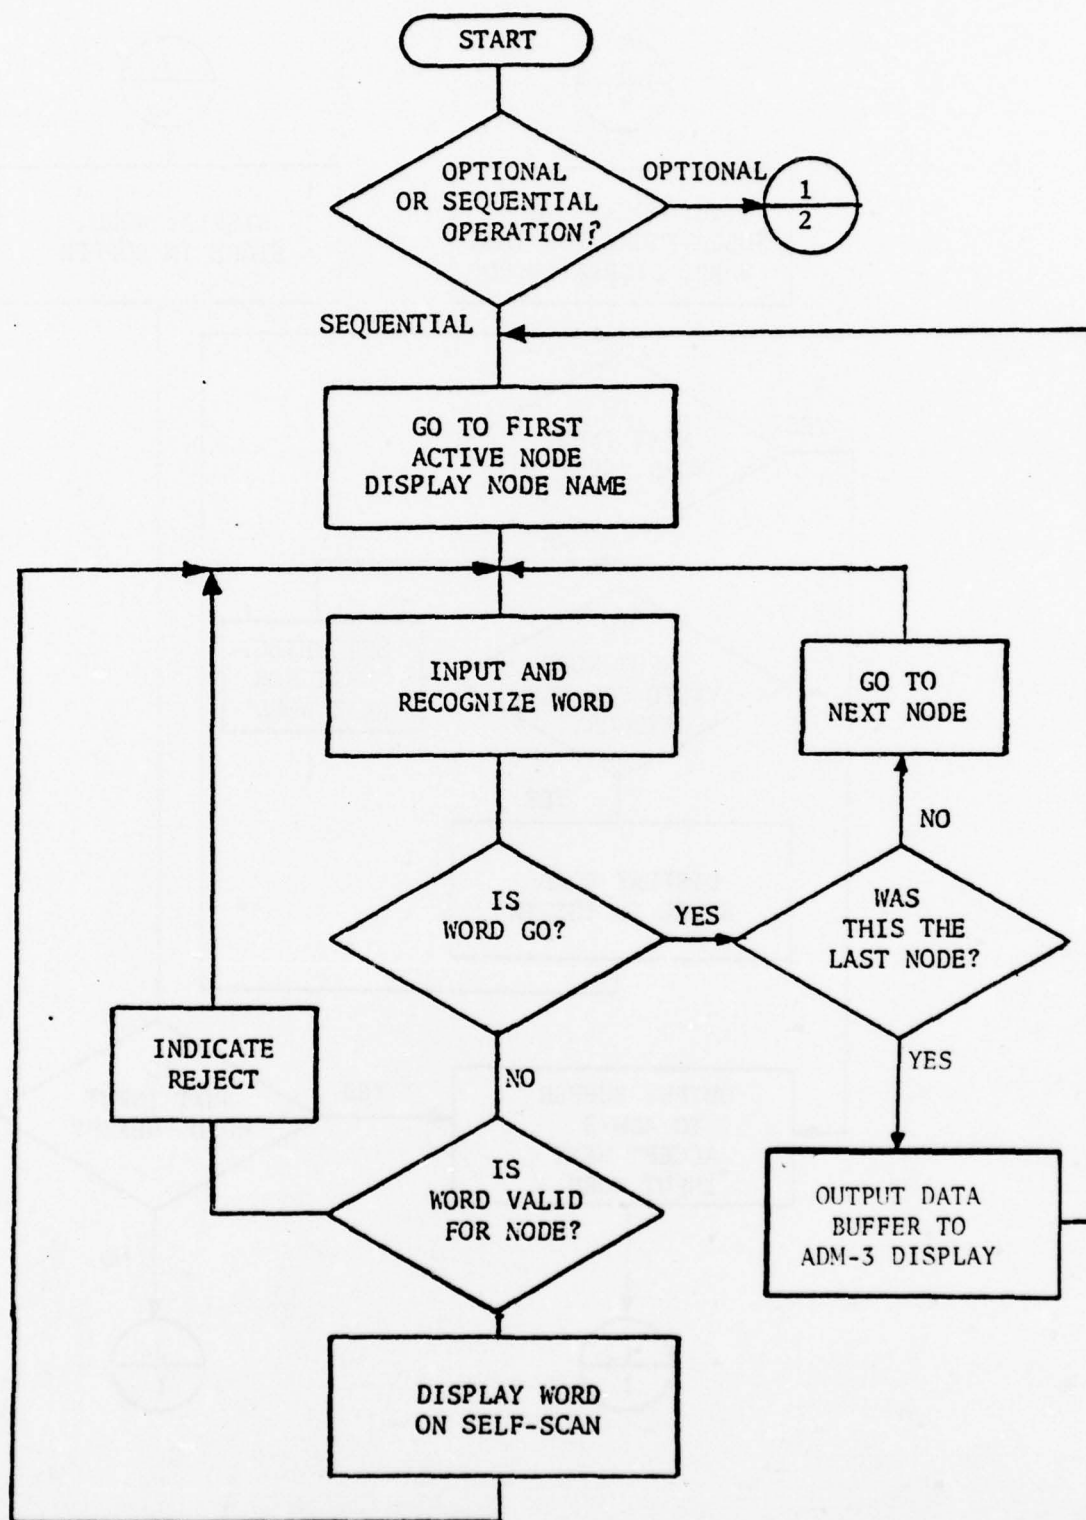 START
OPTIONAL
OR SEQUENTIAL
OPERATION?
OPTIONAL
1
2
SEQUENTIAL
GO TO FIRST
ACTIVE NODE
DISPLAY NODE NAME
INPUT AND
RECOGNIZE WORD
GO TO
NEXT NODE
NO
IS
WORD GO?
YES
WAS
THIS THE
LAST NODE?
INDICATE
REJECT
NO
YES
IS
WORD VALID
FOR NODE?
OUTPUT DATA
BUFFER TO
ADM-3 DISPLAY
DISPLAY WORD
ON SELF-SCAN